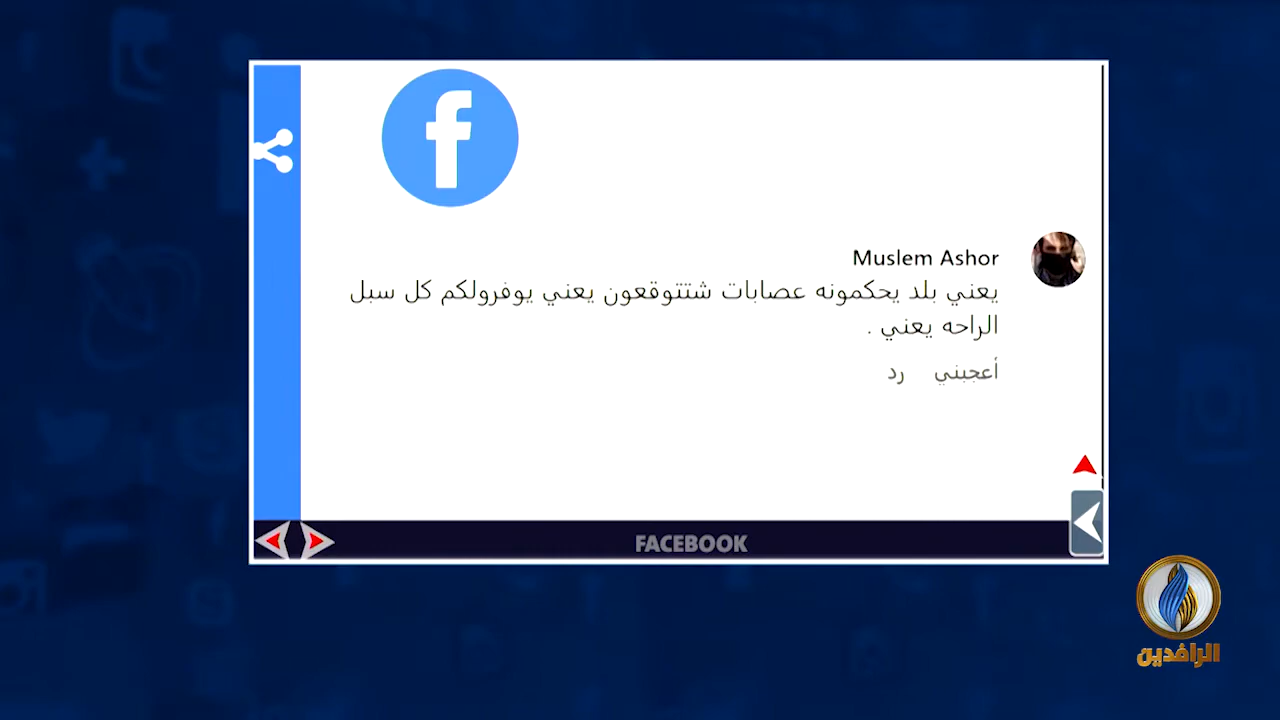 Muslem Ashor
يعني بلد يحكمونه عصابات شتتوقعون يعني يوفرولكم كل سبل
الراحه يعني .
أعجبني رد
FACEBOOK
الرافدين